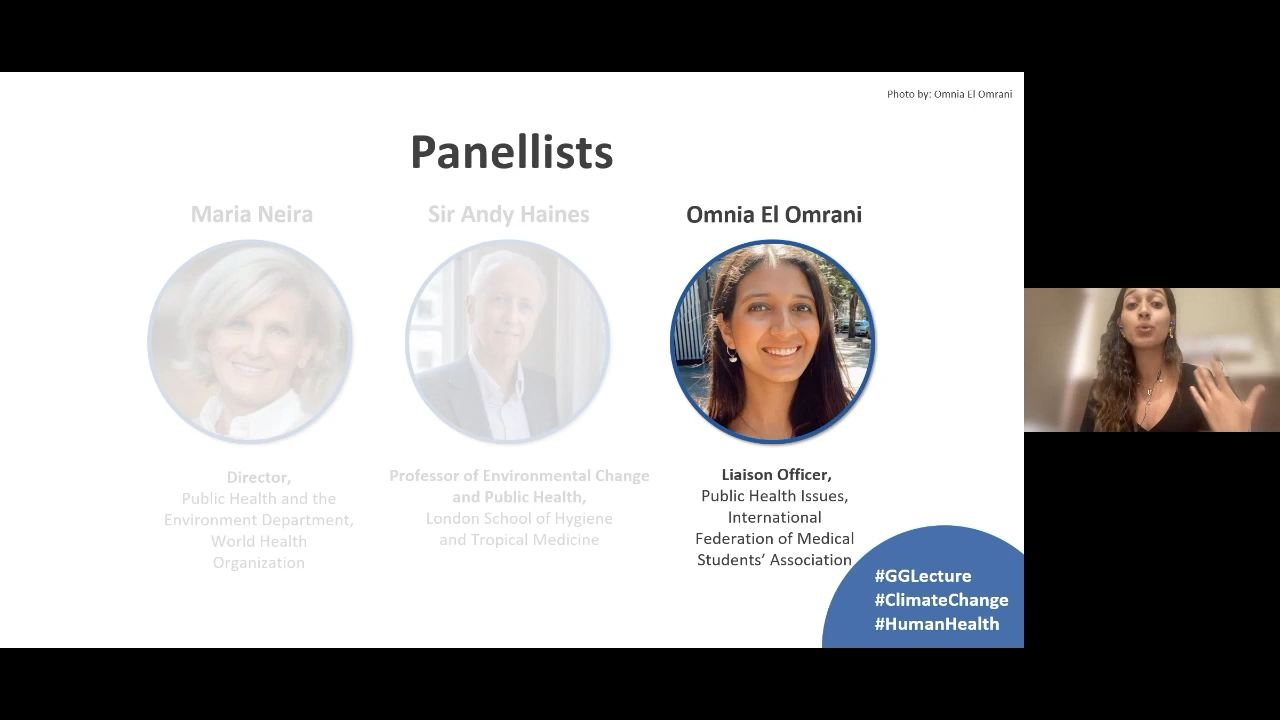 Photo by: Omnia El Omrani
Panellists
Maria Neira
Director,
Public Health and the
Environment Department,
World Health
Organization
Sir Andy Haines
Professor of Environmental Change
and Public Health,
London School of Hygiene
and Tropical Medicine
Omnia El Omrani
Liaison Officer,
Public Health Issues,
International
Federation of Medical
Students’ Association
#GGLecture
#ClimateChange
#HumanHealth